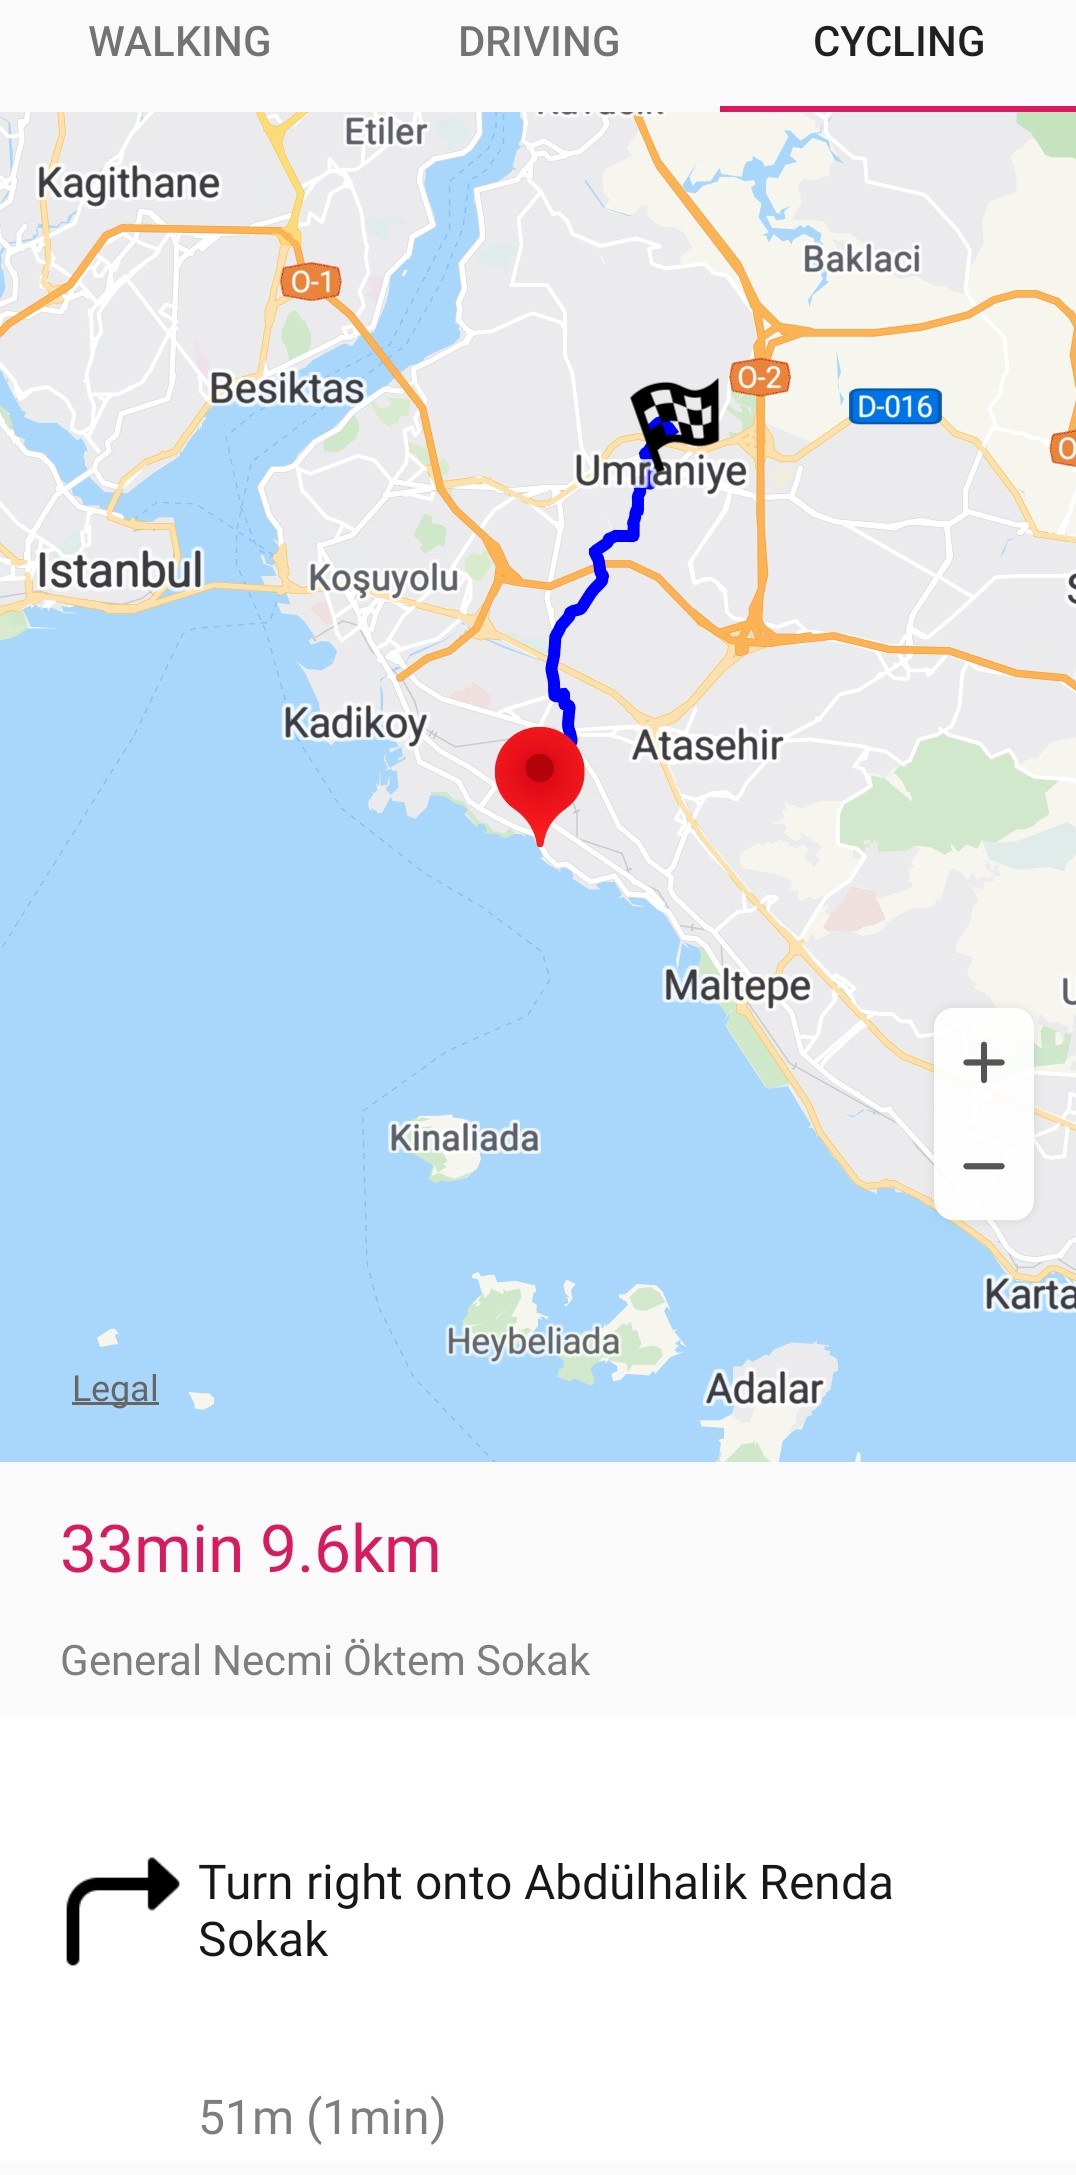 WALKING
DRIVING
CYCLING
Etiler
Kagithane
Baklaci
O-1
O-2
Besiktas
D-016
Umraniye
Istanbul
Koşuyolu
Kadikoy
Atasehir
Maltepe
+
−
Kinaliada
Karta
Heybeliada
Legal
Adalar
33min 9.6km
General Necmi Öktem Sokak
Turn right onto Abdülhalik Renda
Sokak
51m (1min)